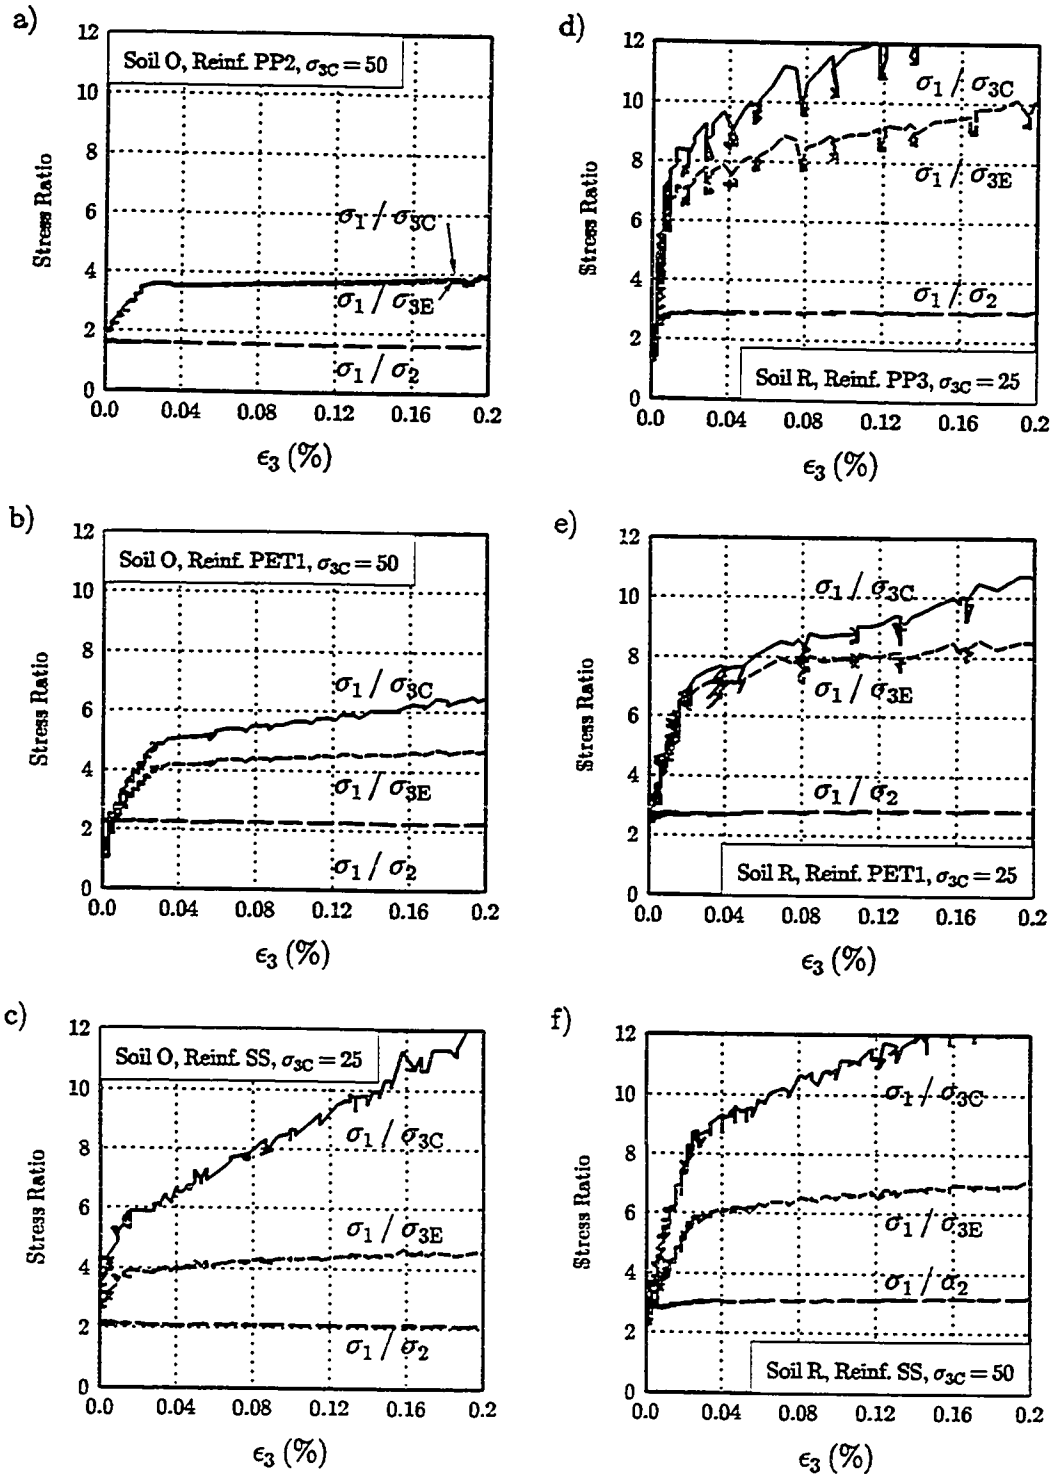 a)
12
10
8
6
4
2
0
Stress Ratio
Soil O, Reinf. PP2, σ3C = 50
σ1 / σ3C
σ1 / σ3E
σ1 / σ2
0.0 0.04 0.08 0.12 0.16 0.2
ϵ3 (%)
b)
12
10
8
6
4
2
0
Stress Ratio
Soil O, Reinf. PET1, σ3C = 50
σ1 / σ3C
σ1 / σ3E
σ1 / σ2
0.0 0.04 0.08 0.12 0.16 0.2
ϵ3 (%)
c)
12
10
8
6
4
2
0
Stress Ratio
Soil O, Reinf. SS, σ3C = 25
σ1 / σ3C
σ1 / σ3E
σ1 / σ2
0.0 0.04 0.08 0.12 0.16 0.2
ϵ3 (%)
d)
12
10
8
6
4
2
0
Stress Ratio
σ1 / σ3C
σ1 / σ3E
σ1 / σ2
Soil R, Reinf. PP3, σ3C = 25
0.0 0.04 0.08 0.12 0.16 0.2
ϵ3 (%)
e)
12
10
8
6
4
2
0
Stress Ratio
σ1 / σ3C
σ1 / σ3E
σ1 / σ2
Soil R, Reinf. PET1, σ3C = 25
0.0 0.04 0.08 0.12 0.16 0.2
ϵ3 (%)
f)
12
10
8
6
4
2
0
Stress Ratio
σ1 / σ3C
σ1 / σ3E
σ1 / σ2
Soil R, Reinf. SS, σ3C = 50
0.0 0.04 0.08 0.12 0.16 0.2
ϵ3 (%)